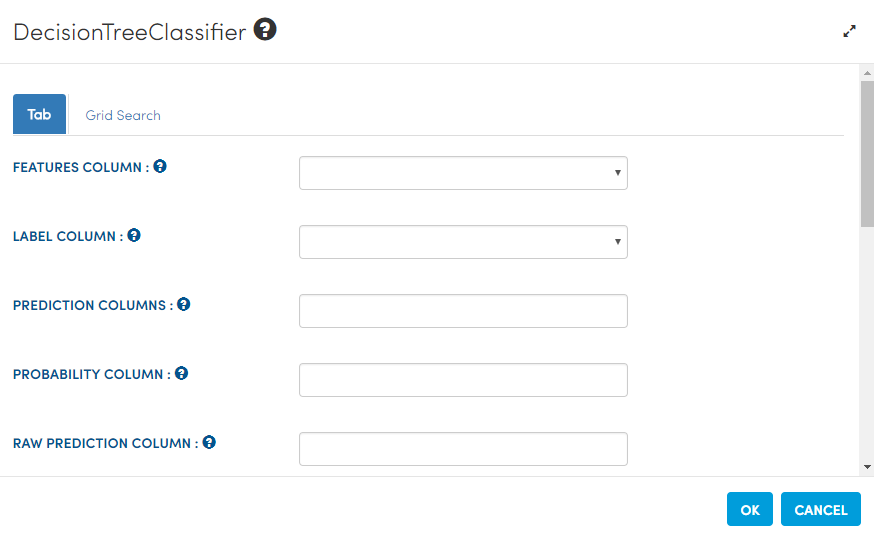 DecisionTreeClassifier ?
Tab Grid Search
FEATURES COLUMN : ?
LABEL COLUMN : ?
PREDICTION COLUMNS : ?
PROBABILITY COLUMN : ?
RAW PREDICTION COLUMN : ?
OK CANCEL